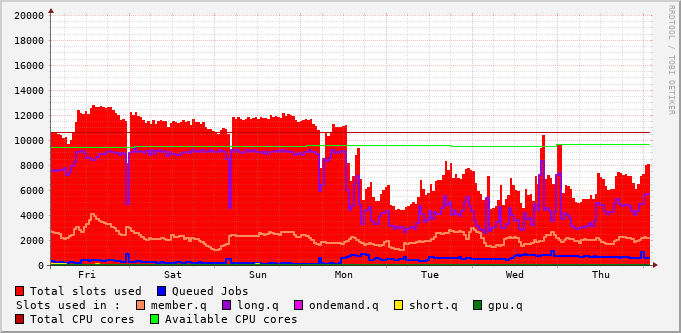 20000
18000
16000
14000
12000
10000
8000
6000
4000
2000
0
Fri Sat Sun Mon Tue Wed Thu
RRDTOOL / TOBI OETIKER
Total slots used Queued Jobs
Slots used in : member.q long.q ondemand.q short.q gpu.q
Total CPU cores Available CPU cores